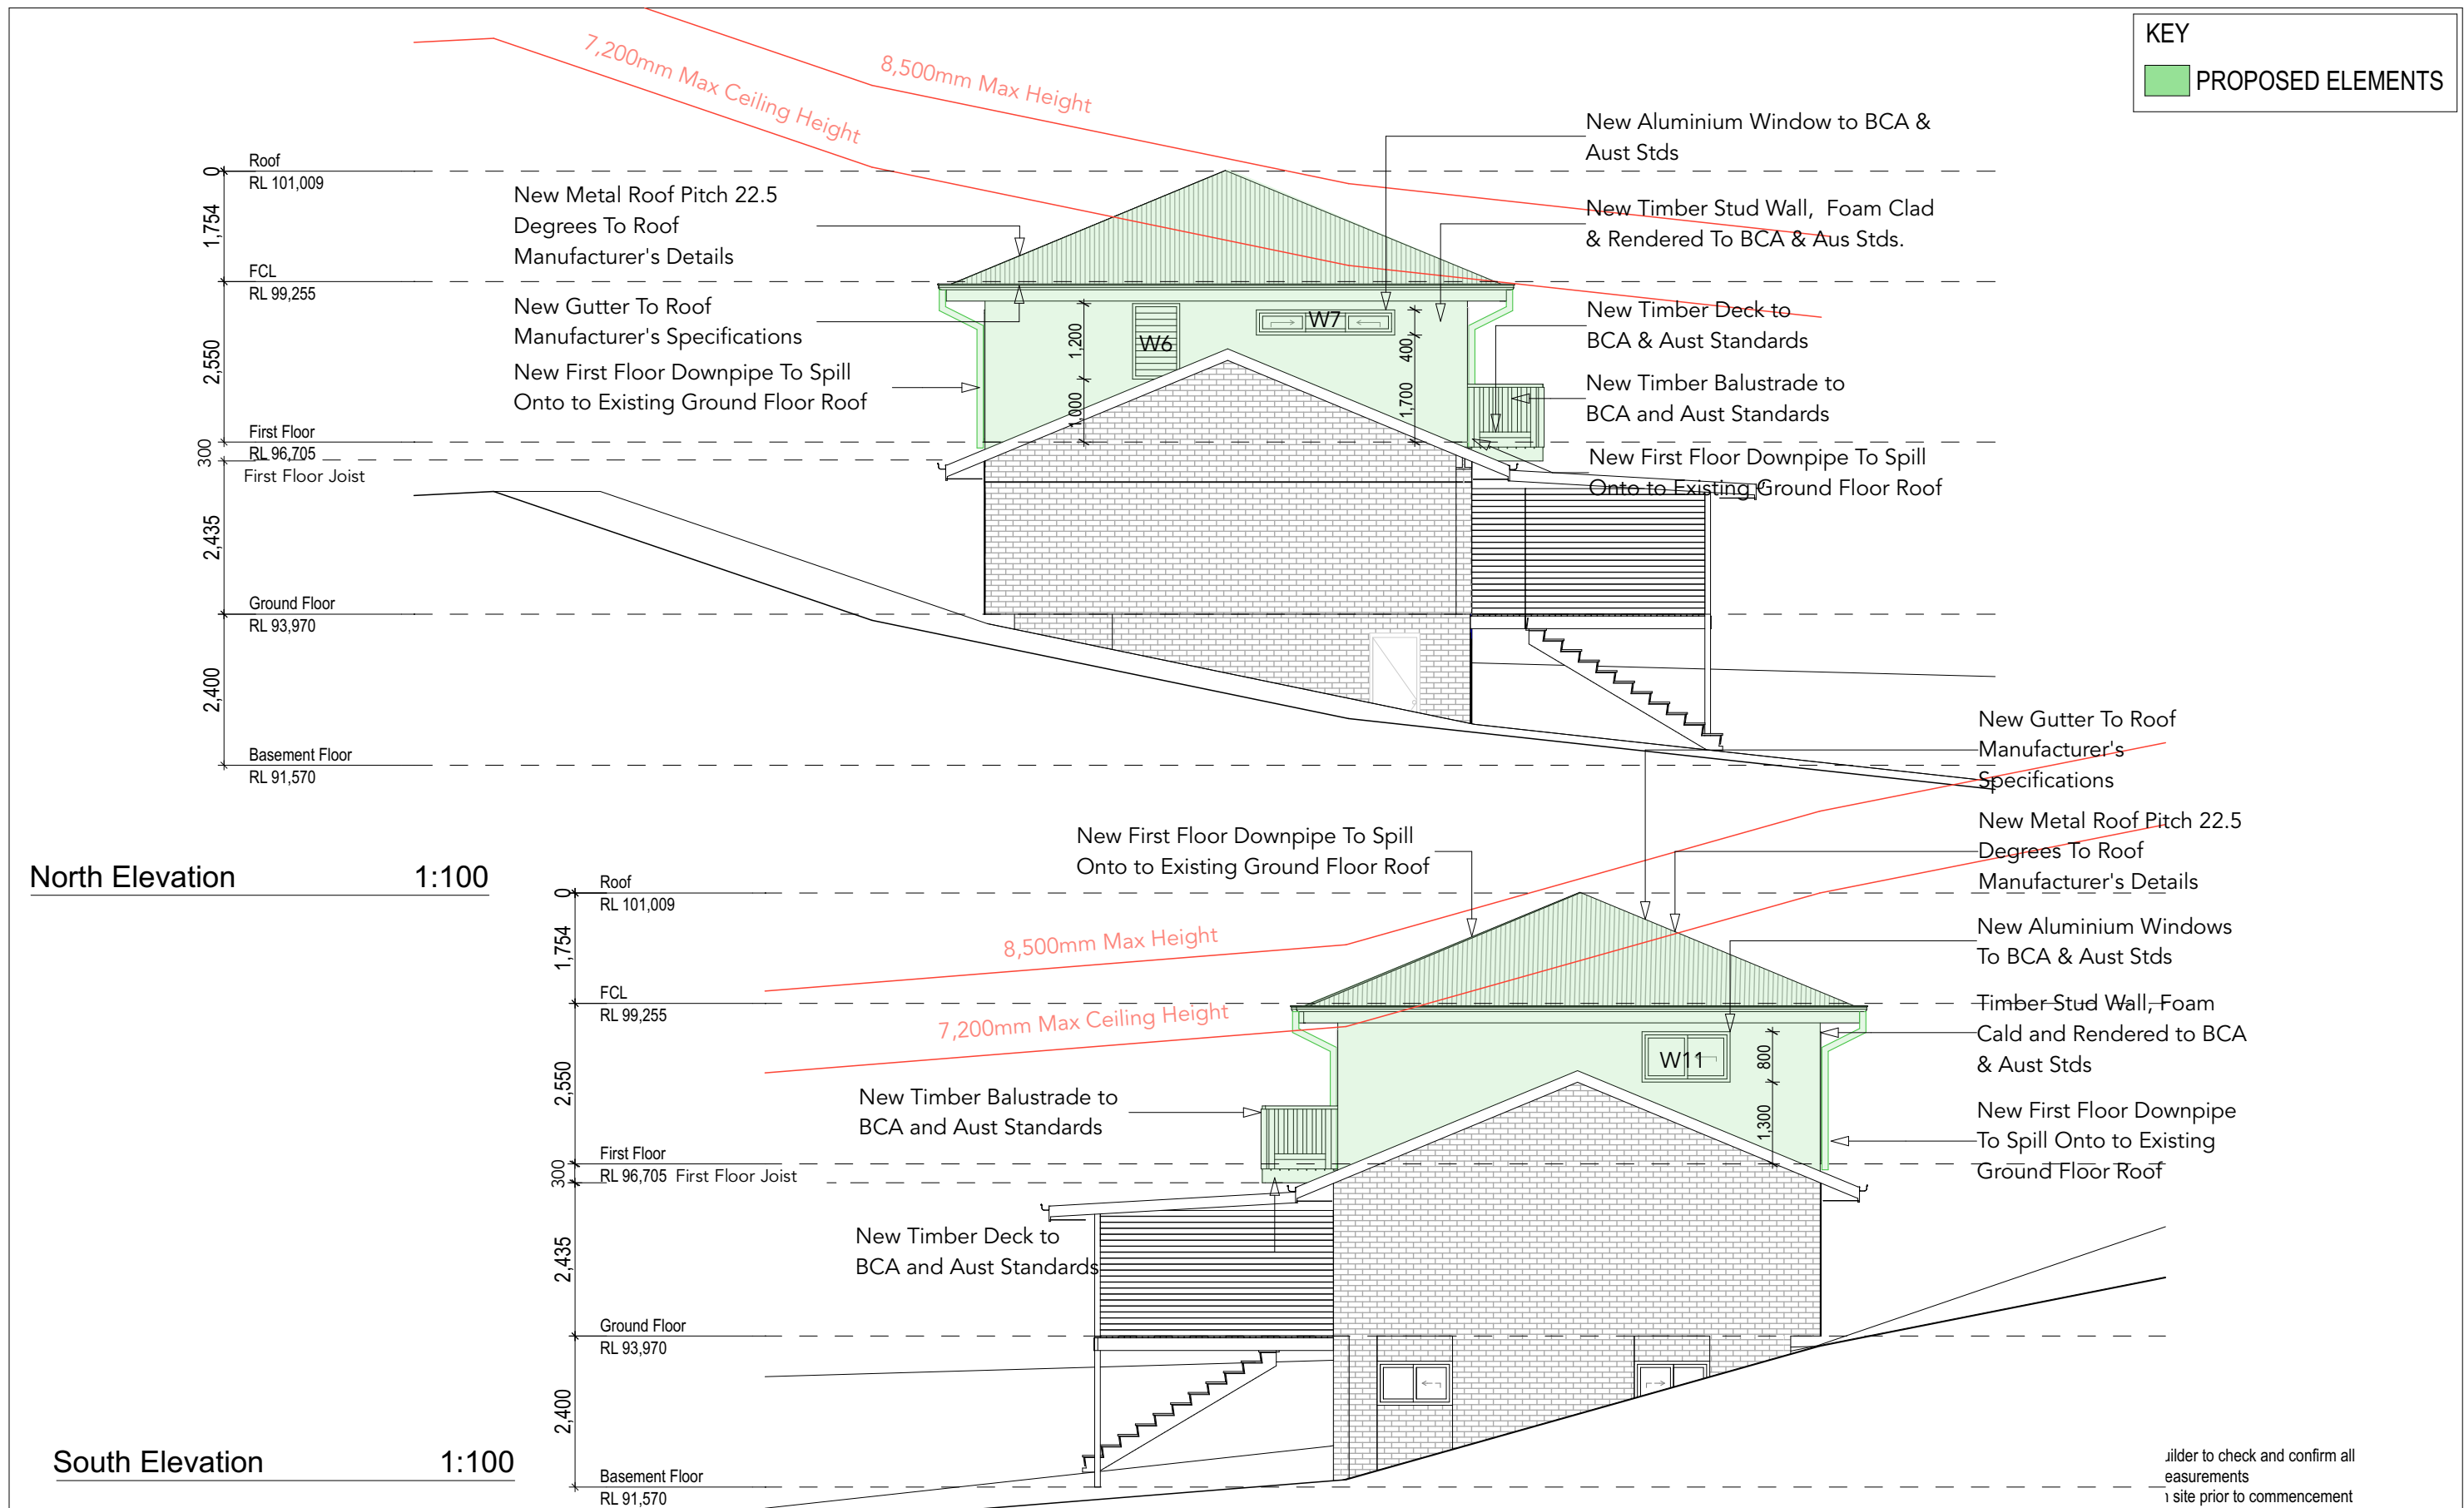 KEY
PROPOSED ELEMENTS
7,200mm Max Ceiling Height
8,500mm Max Height
New Aluminium Window to BCA &
Aust Stds
New Timber Stud Wall, Foam Clad
& Rendered To BCA & Aus Stds.
New Timber Deck to
BCA & Aust Standards
New Timber Balustrade to
BCA and Aust Standards
New First Floor Downpipe To Spill
Onto to Existing Ground Floor Roof
New Metal Roof Pitch 22.5
Degrees To Roof
Manufacturer's Details
New Gutter To Roof
Manufacturer's Specifications
New First Floor Downpipe To Spill
Onto to Existing Ground Floor Roof
0
Roof
RL 101,009
1,754
FCL
RL 99,255
2,550
First Floor
RL 96,705
300
First Floor Joist
2,435
Ground Floor
RL 93,970
2,400
Basement Floor
RL 91,570
W6
W7
1,200
1,000
400
1,700
North Elevation 1:100
New Gutter To Roof
Manufacturer's
Specifications
New Metal Roof Pitch 22.5
Degrees To Roof
Manufacturer's Details
New Aluminium Windows
To BCA & Aust Stds
Timber Stud Wall, Foam
Cald and Rendered to BCA
& Aust Stds
New First Floor Downpipe
To Spill Onto to Existing
Ground Floor Roof
New First Floor Downpipe To Spill
Onto to Existing Ground Floor Roof
8,500mm Max Height
7,200mm Max Ceiling Height
New Timber Balustrade to
BCA and Aust Standards
New Timber Deck to
BCA and Aust Standards
0
Roof
RL 101,009
1,754
FCL
RL 99,255
2,550
First Floor
300
RL 96,705 First Floor Joist
2,435
Ground Floor
RL 93,970
2,400
Basement Floor
RL 91,570
W11
800
1,300
South Elevation 1:100
uilder to check and confirm all
easurements
site prior to commencement